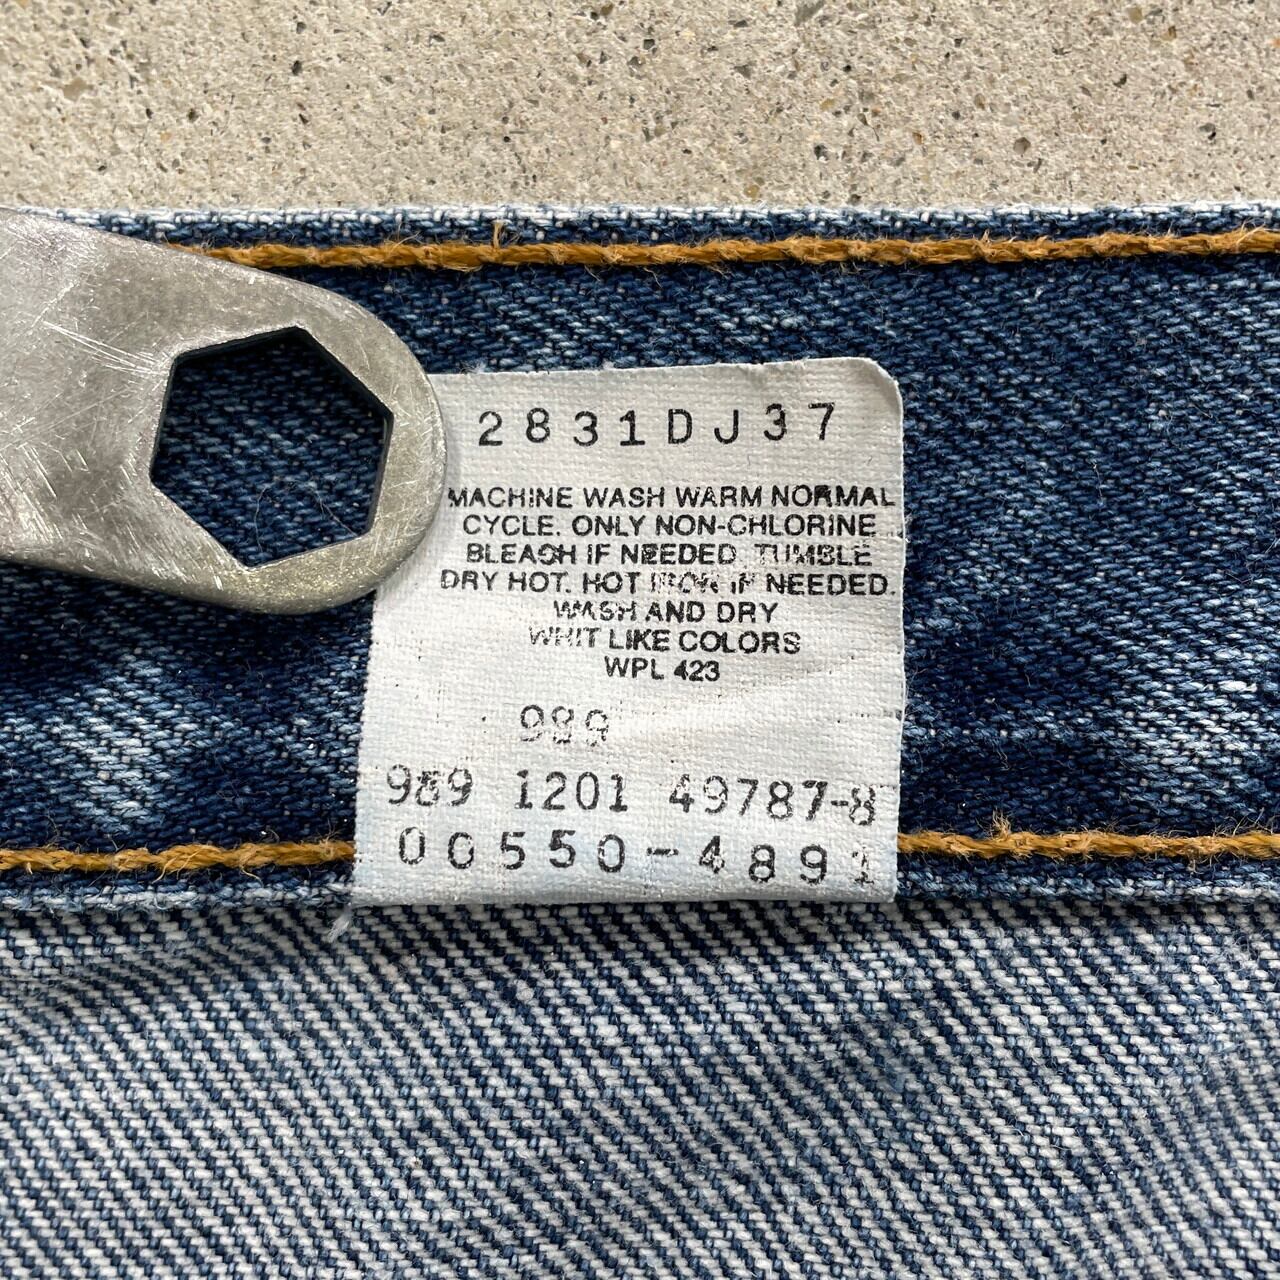 2831DJ37
MACHINE WASH WARM NORMAL
CYCLE. ONLY NON-CHLORINE
BLEACH IF NEEDED. TUMBLE
DRY HOT. HOT IRON IF NEEDED.
WASH AND DRY
WHIT LIKE COLORS
WPL 423
989
989 1201 49787-8
00550-4891